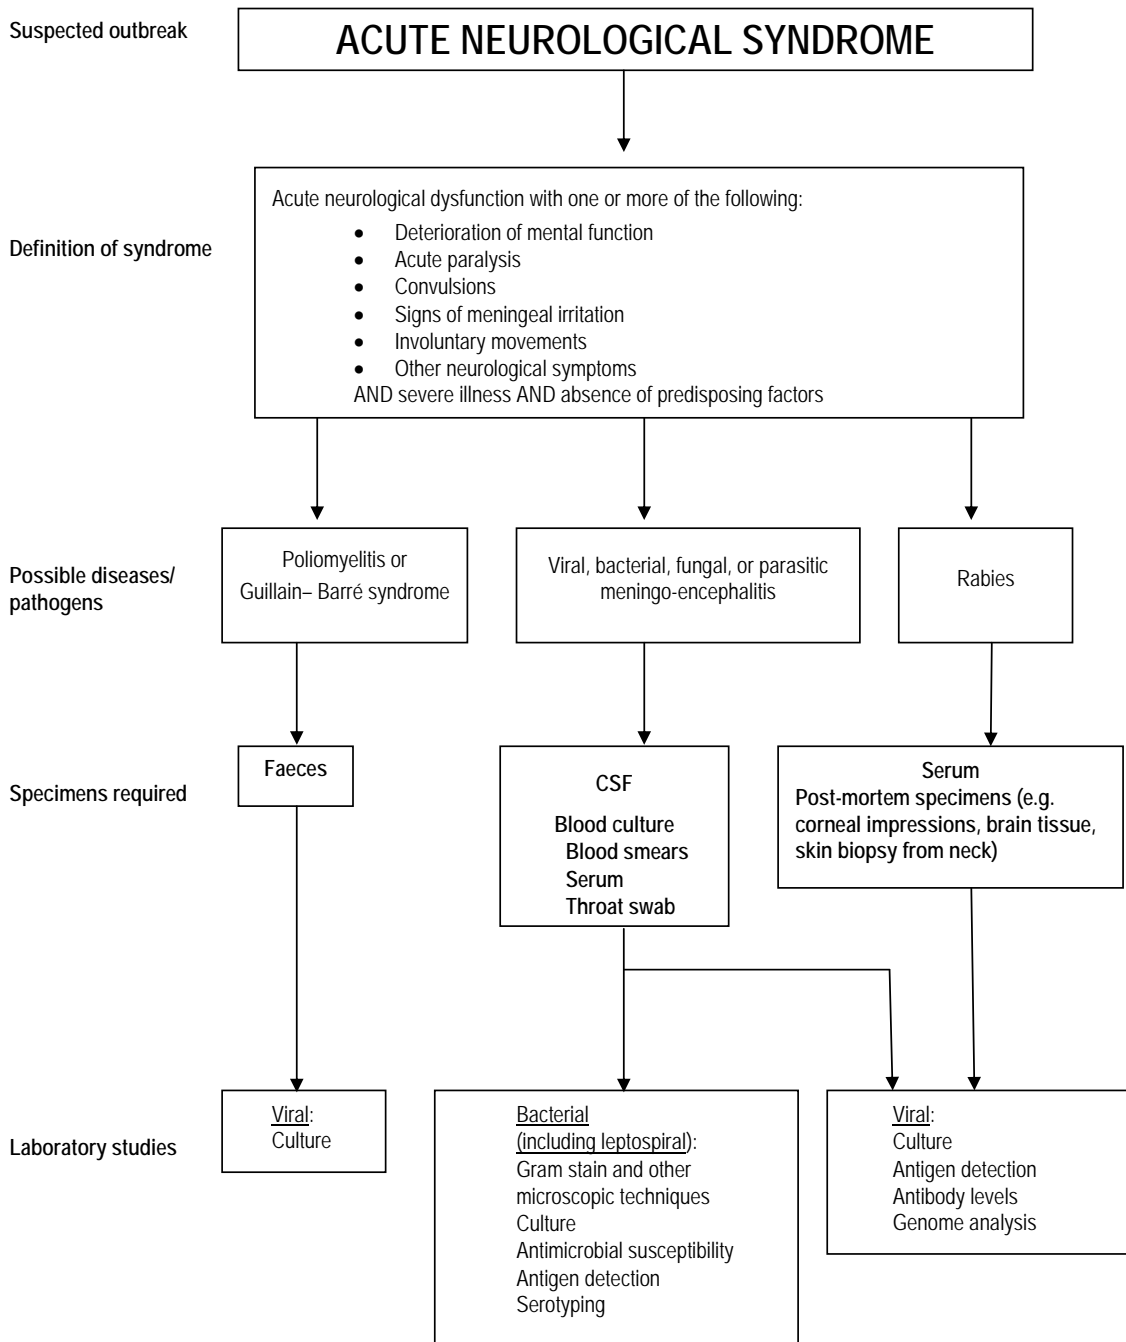 Suspected outbreak
ACUTE NEUROLOGICAL SYNDROME
Definition of syndrome
Acute neurological dysfunction with one or more of the following:
• Deterioration of mental function
• Acute paralysis
• Convulsions
• Signs of meningeal irritation
• Involuntary movements
• Other neurological symptoms
AND severe illness AND absence of predisposing factors
Possible diseases/
pathogens
Poliomyelitis or
Guillain– Barré syndrome
Viral, bacterial, fungal, or parasitic
meningo-encephalitis
Rabies
Specimens required
Faeces
CSF
Blood culture
Blood smears
Serum
Throat swab
Serum
Post-mortem specimens (e.g.
corneal impressions, brain tissue,
skin biopsy from neck)
Laboratory studies
Viral:
Culture
Bacterial
(including leptospiral):
Gram stain and other
microscopic techniques
Culture
Antimicrobial susceptibility
Antigen detection
Serotyping
Viral:
Culture
Antigen detection
Antibody levels
Genome analysis